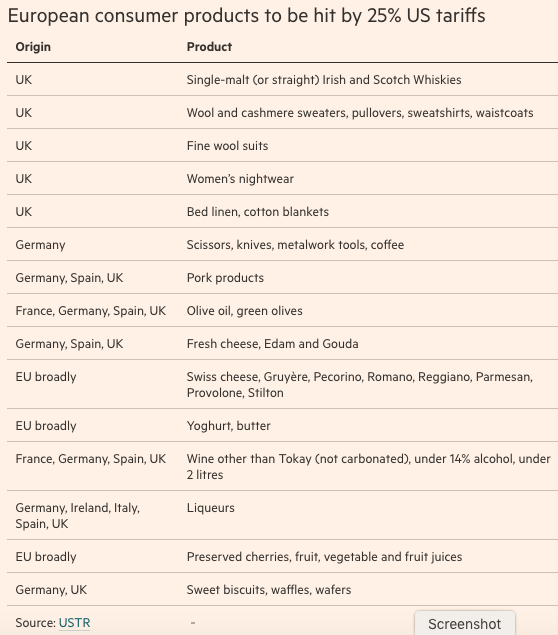 European consumer products to be hit by 25% US tariffs
Origin Product
UK Single-malt (or straight) Irish and Scotch Whiskies
UK Wool and cashmere sweaters, pullovers, sweatshirts, waistcoats
UK Fine wool suits
UK Women's nightwear
UK Bed linen, cotton blankets
Germany Scissors, knives, metalwork tools, coffee
Germany, Spain, UK Pork products
France, Germany, Spain, UK Olive oil, green olives
Germany, Spain, UK Fresh cheese, Edam and Gouda
EU broadly Swiss cheese, Gruyère, Pecorino, Romano, Reggiano, Parmesan,
Provolone, Stilton
EU broadly Yoghurt, butter
France, Germany, Spain, UK Wine other than Tokay (not carbonated), under 14% alcohol, under
2 litres
Germany, Ireland, Italy, Liqueurs
Spain, UK
EU broadly Preserved cherries, fruit, vegetable and fruit juices
Germany, UK Sweet biscuits, waffles, wafers
Source: USTR -
Screenshot